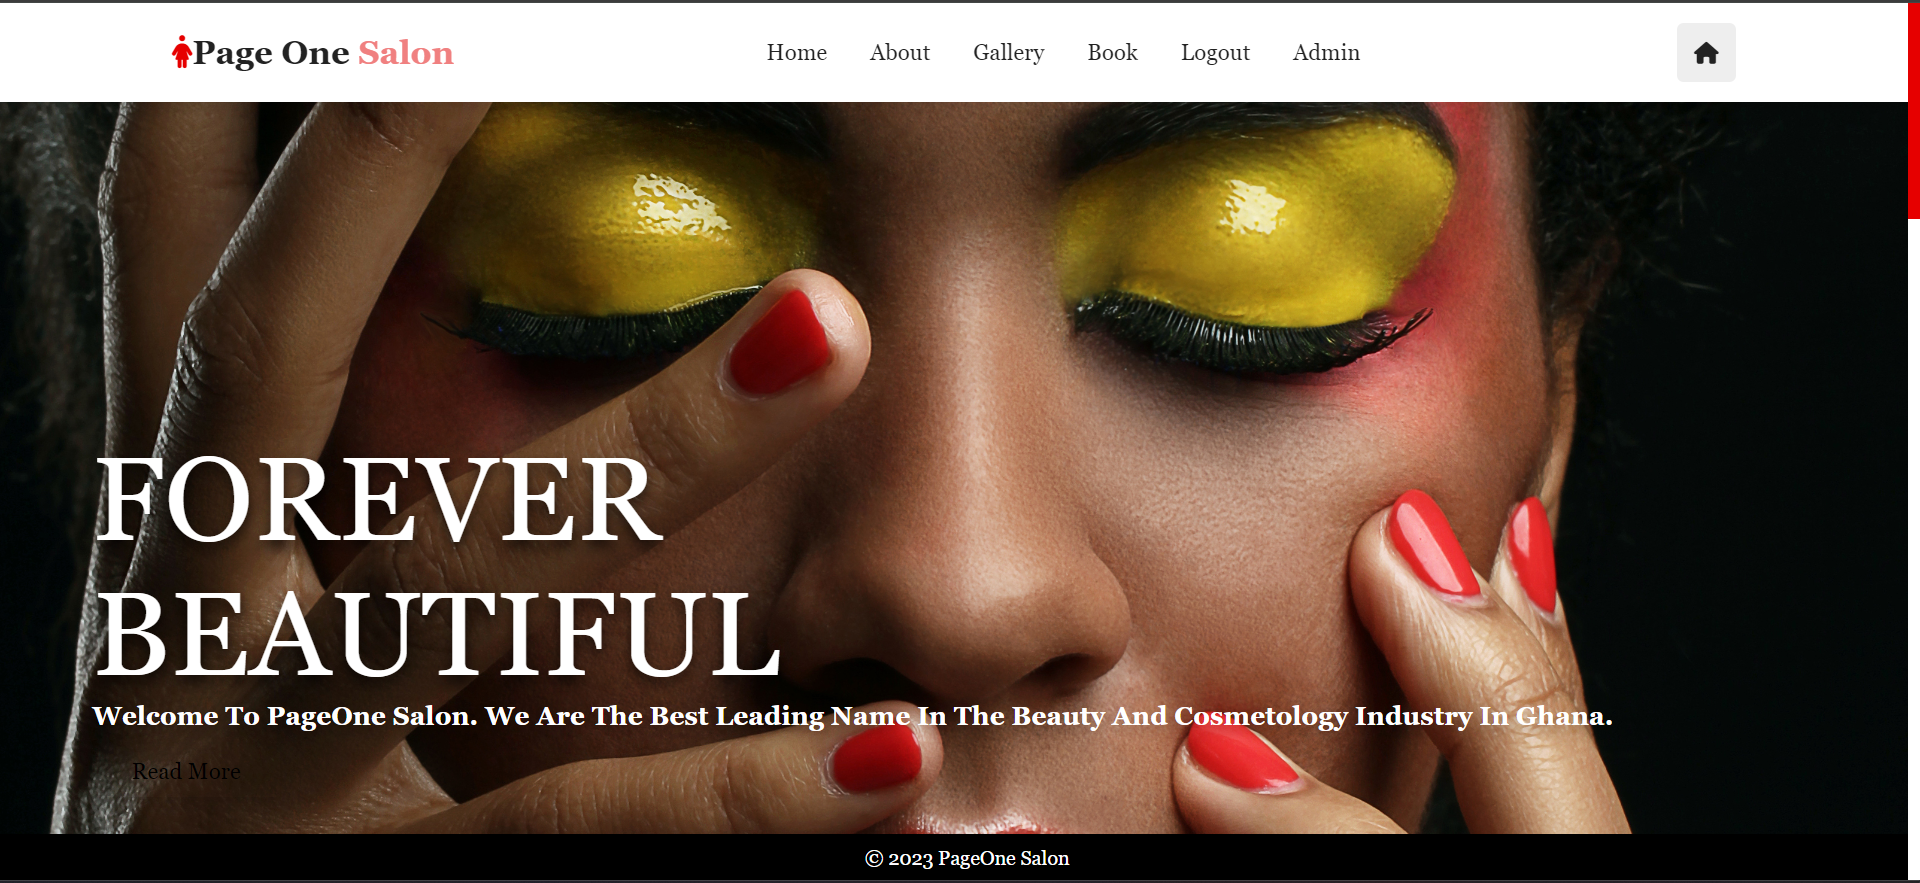 Page One Salon
Home About Gallery Book Logout Admin
FOREVER
BEAUTIFUL
Welcome To PageOne Salon. We Are The Best Leading Name In The Beauty And Cosmetology Industry In Ghana.
Read More
© 2023 PageOne Salon